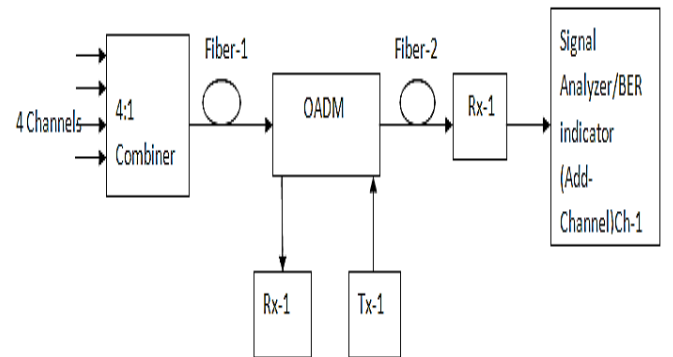 4 Channels
4:1
Combiner
Fiber-1
OADM
Fiber-2
Rx-1
Signal
Analyzer/BER
indicator
(Add-
Channel)Ch-1
Rx-1
Tx-1